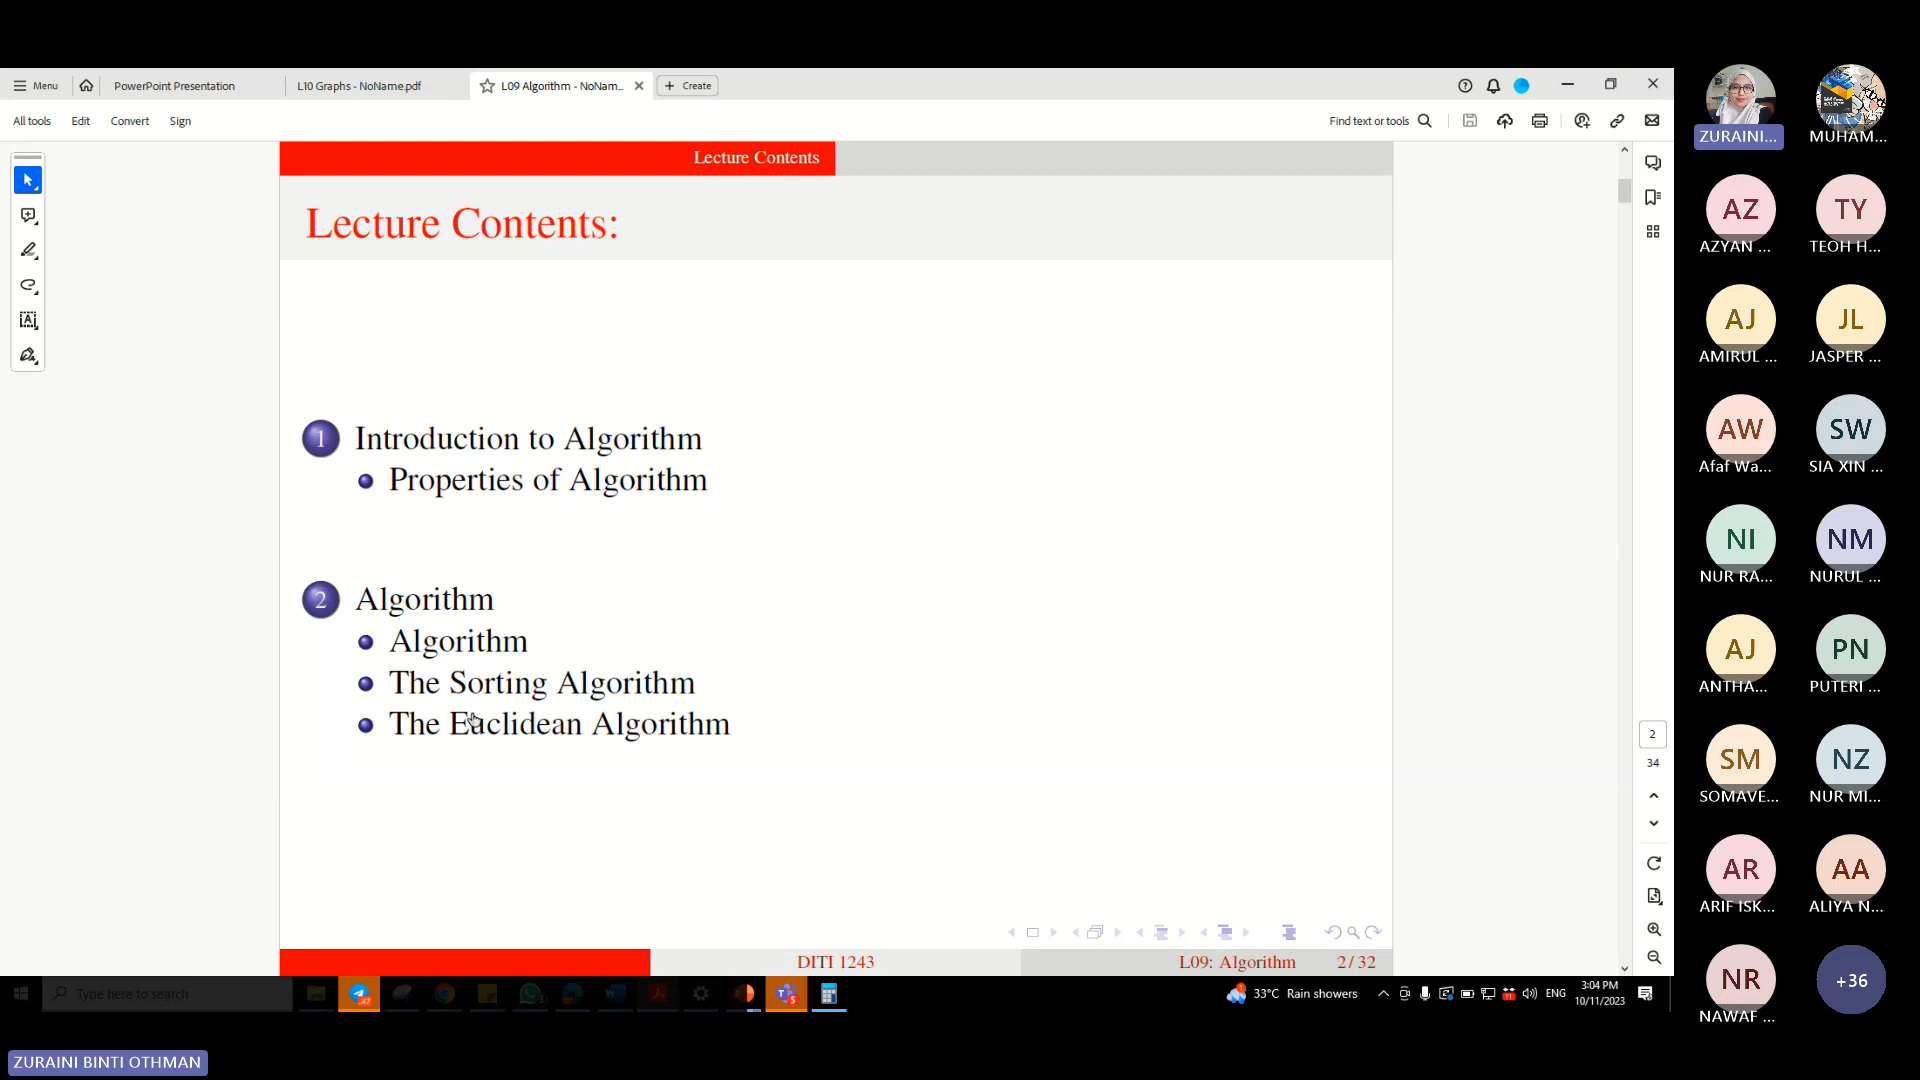 Menu
PowerPoint Presentation
L10 Graphs - NoName.pdf
L09 Algorithm - NoNam...
+ Create
All tools
Edit
Convert
Sign
Find text or tools
Lecture Contents
Lecture Contents:
1 Introduction to Algorithm
Properties of Algorithm
2 Algorithm
Algorithm
The Sorting Algorithm
The Euclidean Algorithm
DITI 1243
L09: Algorithm 2 / 32
2
34
Type here to search
33°C Rain showers
ENG
3:04 PM
10/11/2023
ZURAINI...
MUHAM...
AZ
AZYAN ...
TY
TEOH H...
AJ
AMIRUL ...
JL
JASPER ...
AW
Afaf Wa...
SW
SIA XIN ...
NI
NUR RA...
NM
NURUL ...
AJ
ANTHA...
PN
PUTERI ...
SM
SOMAVE...
NZ
NUR MI...
AR
ARIF ISK...
AA
ALIYA N...
NR
NAWAF ...
+36
ZURAINI BINTI OTHMAN